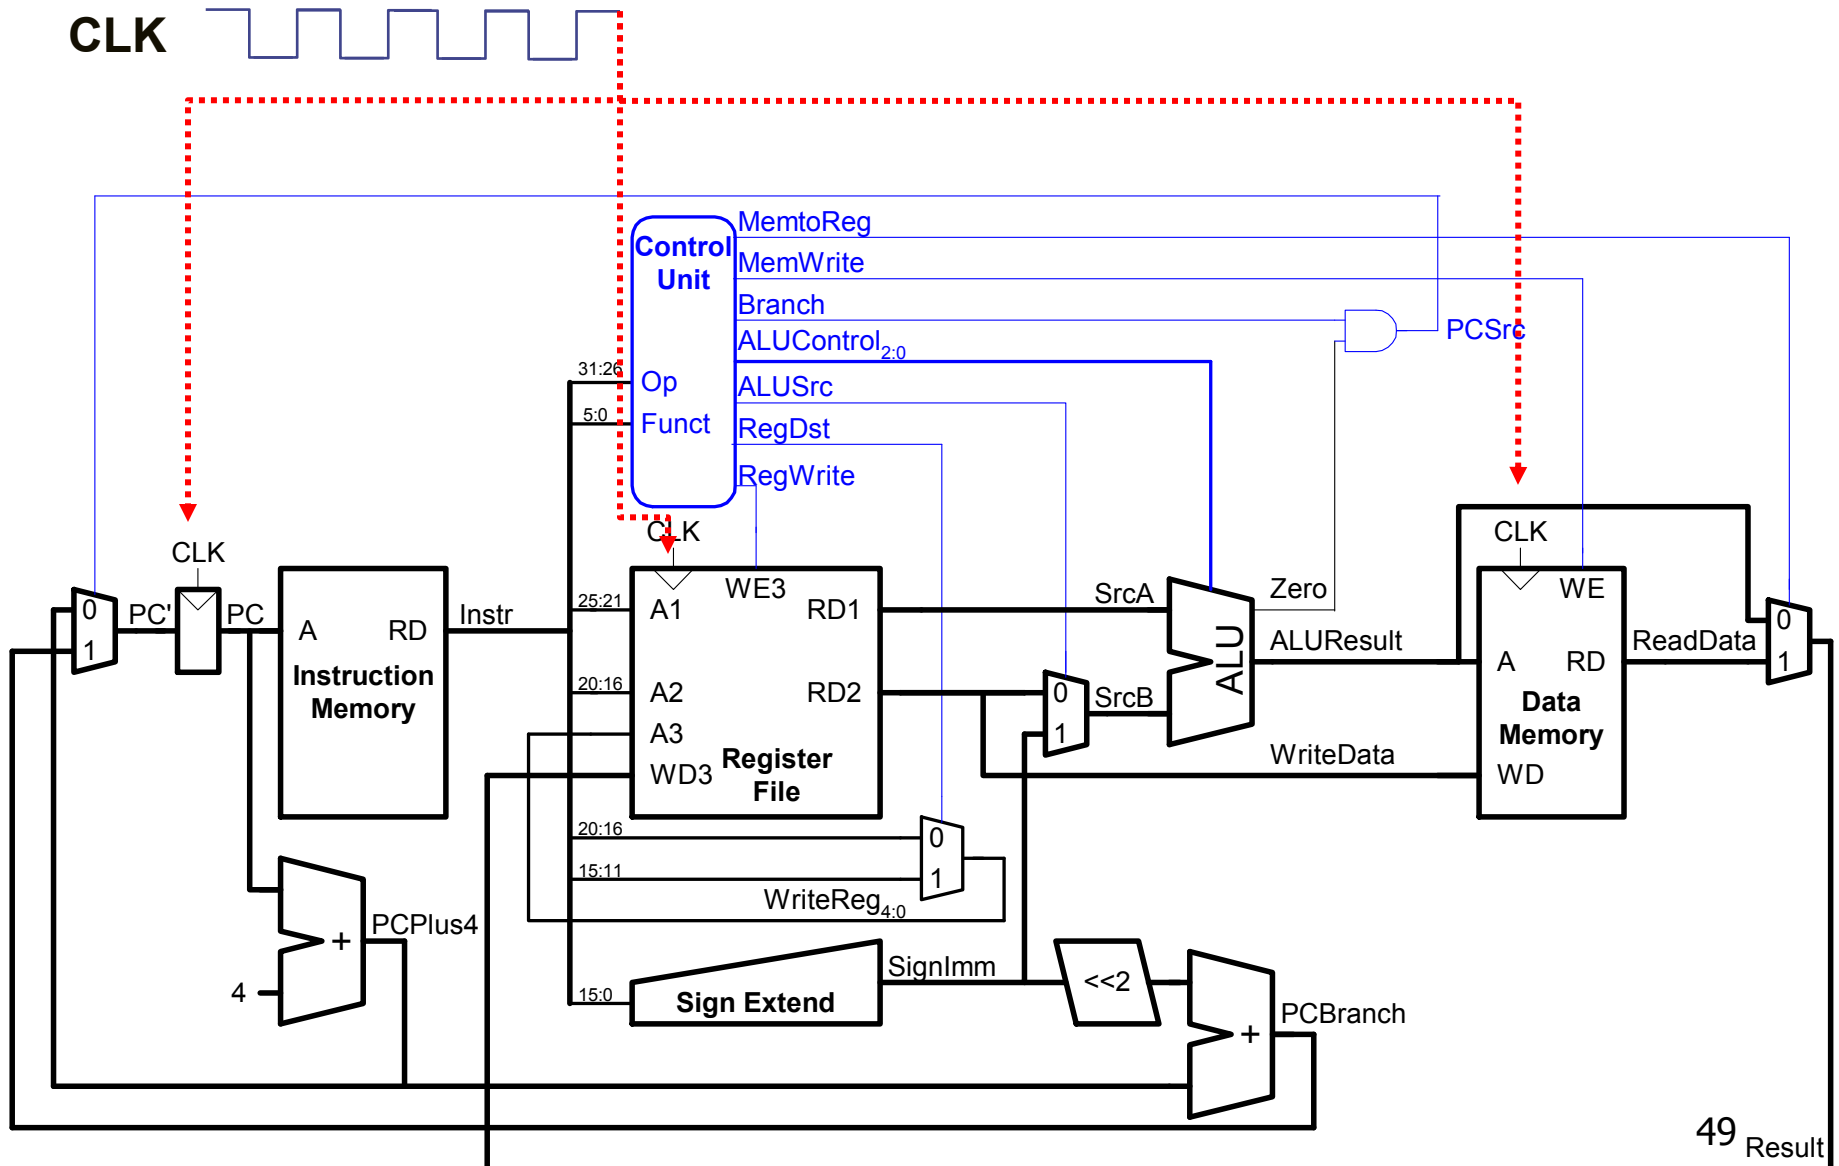 CLK
MemtoReg
Control
Unit
MemWrite
Branch
ALUControl2:0
PCSrc
31:26
Op
ALUSrc
5:0
Funct
RegDst
RegWrite
CLK
CLK
CLK
0
1
PC'
PC
A
RD
Instruction
Memory
Instr
25:21
A1
WE3
RD1
SrcA
Zero
WE
20:16
A2
RD2
0
1
SrcB
ALU
ALUResult
A
RD
ReadData
0
1
Data
Memory
A3
WD3
Register
File
WriteData
WD
20:16
0
15:11
1
WriteReg4:0
PCPlus4
+
4
15:0
Sign Extend
SignImm
<<2
+
PCBranch
49
Result